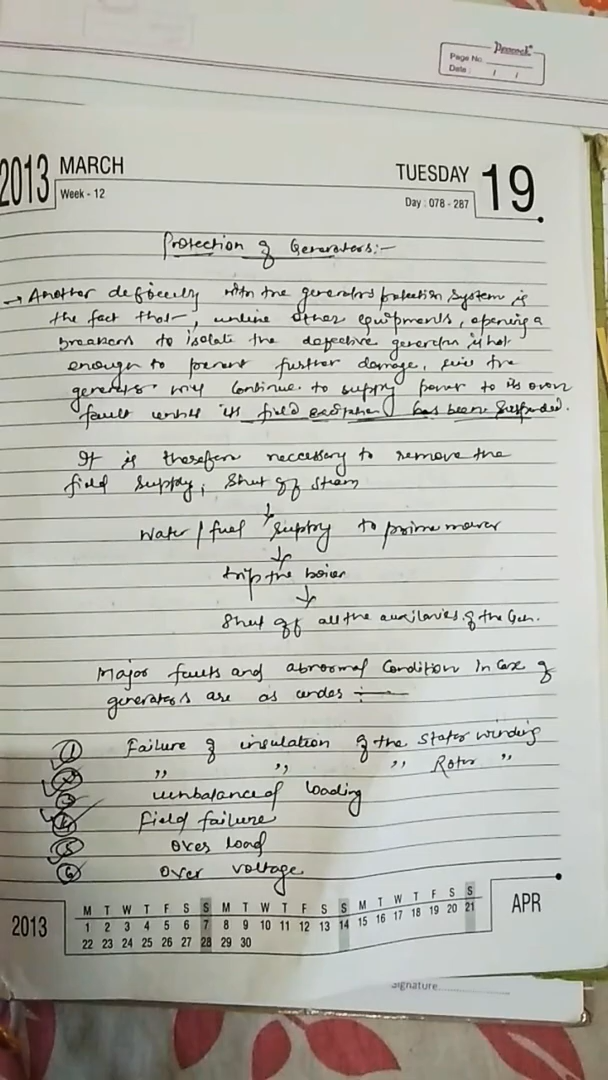 Peacock
Page No.
Date : / /
2013 MARCH
Week - 12
TUESDAY 19
Day : 078 - 287
Protection of Generators:-
→ Another deficulty with the generators protection system is
the fact that, unline other equipments, opening a
breakers to isolate the defective generator is not
enough to prevent further damage, since the
generator will continue to supply power to its own
fault until its field excitation has been suspended.
It is therefore necessary to remove the
field supply, Shut off steam
↓
Water / fuel supply to prime mover
↓
trip the boiler
↓
Shut off all the auxilaries of the Gen.
Major faults and abnormal Condition In Case of
generators are as under :-
① Failure of insulation of the Stator winding
② ,, ,, ,, Rotor ,,
③ unbalance of loading
④ field failure
⑤ over load
⑥ over voltage
2013
M T W T F S S M T W T F S S M T W T F S S
1 2 3 4 5 6 7 8 9 10 11 12 13 14 15 16 17 18 19 20 21
22 23 24 25 26 27 28 29 30
APR
signature